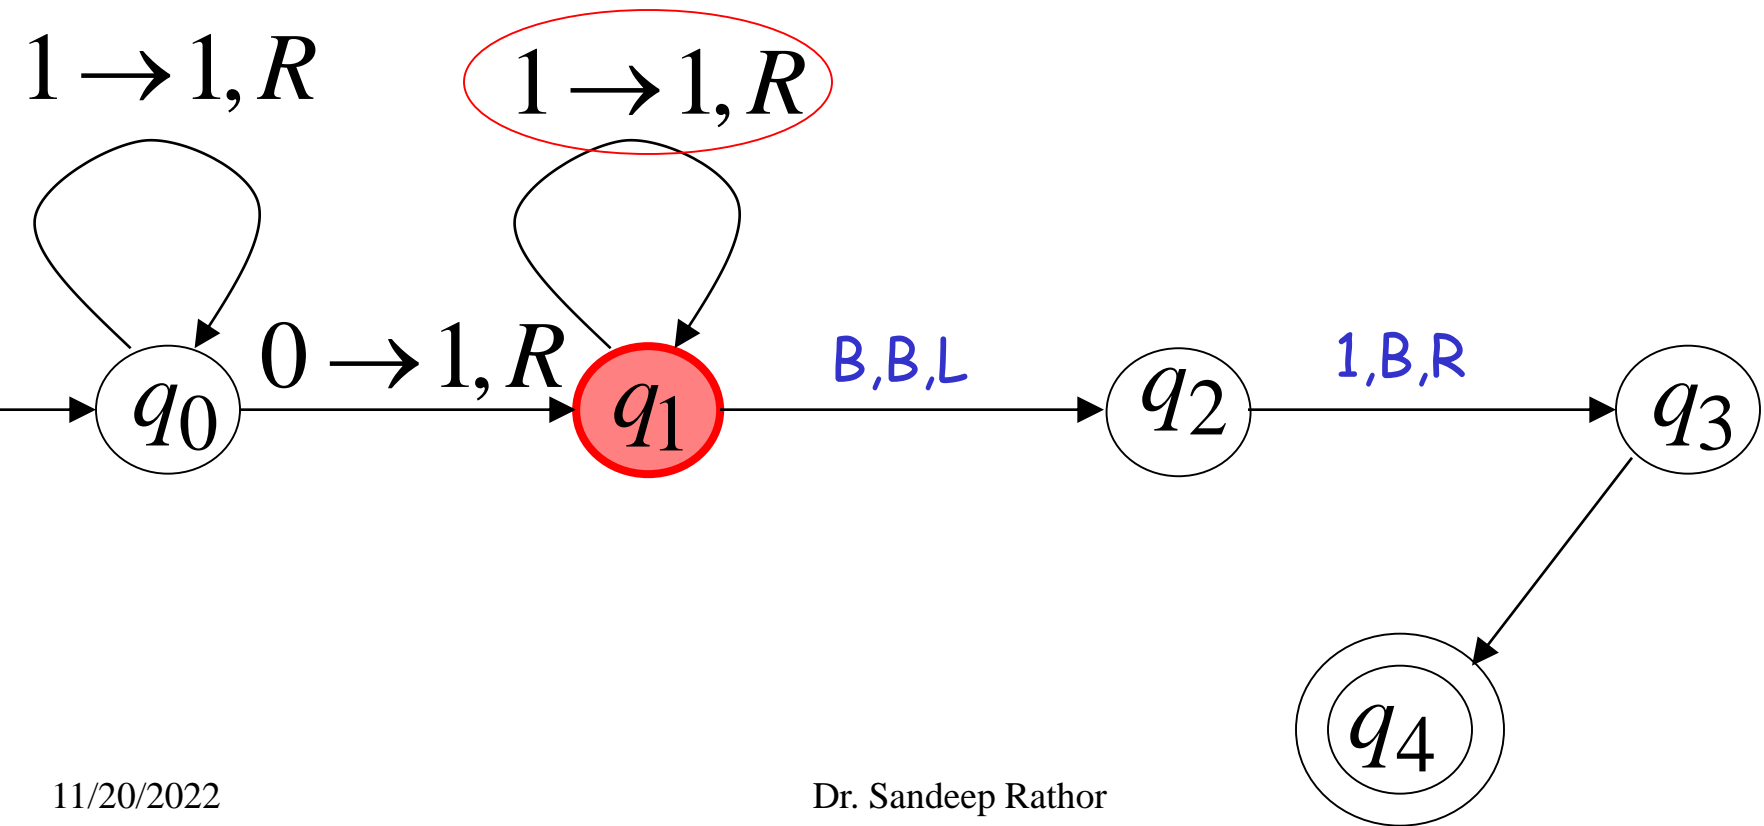 1 → 1, R
1 → 1, R
0 → 1, R
B,B,L
1,B,R
q0
q1
q2
q3
q4
11/20/2022
Dr. Sandeep Rathor